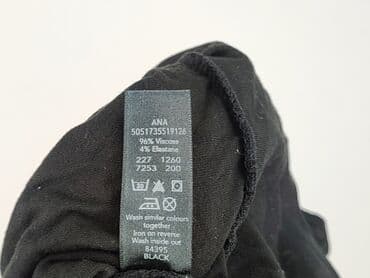 ANA
5051735519126
96% Viscose
4% Elastane
227 1260
7253 200
Wash similar colours
together
Iron on reverse
Wash inside out
84395
BLACK